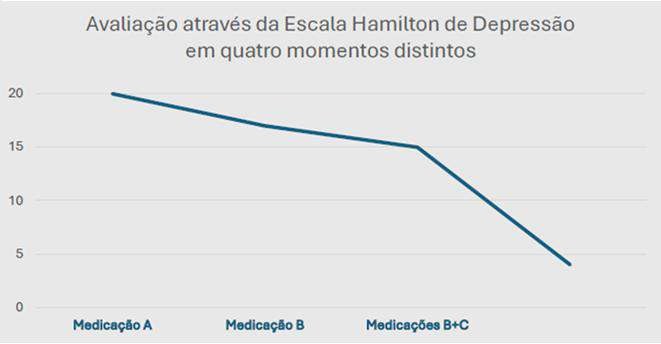 Avaliação através da Escala Hamilton de Depressão
em quatro momentos distintos
20
15
10
5
0
Medicação A
Medicação B
Medicações B+C